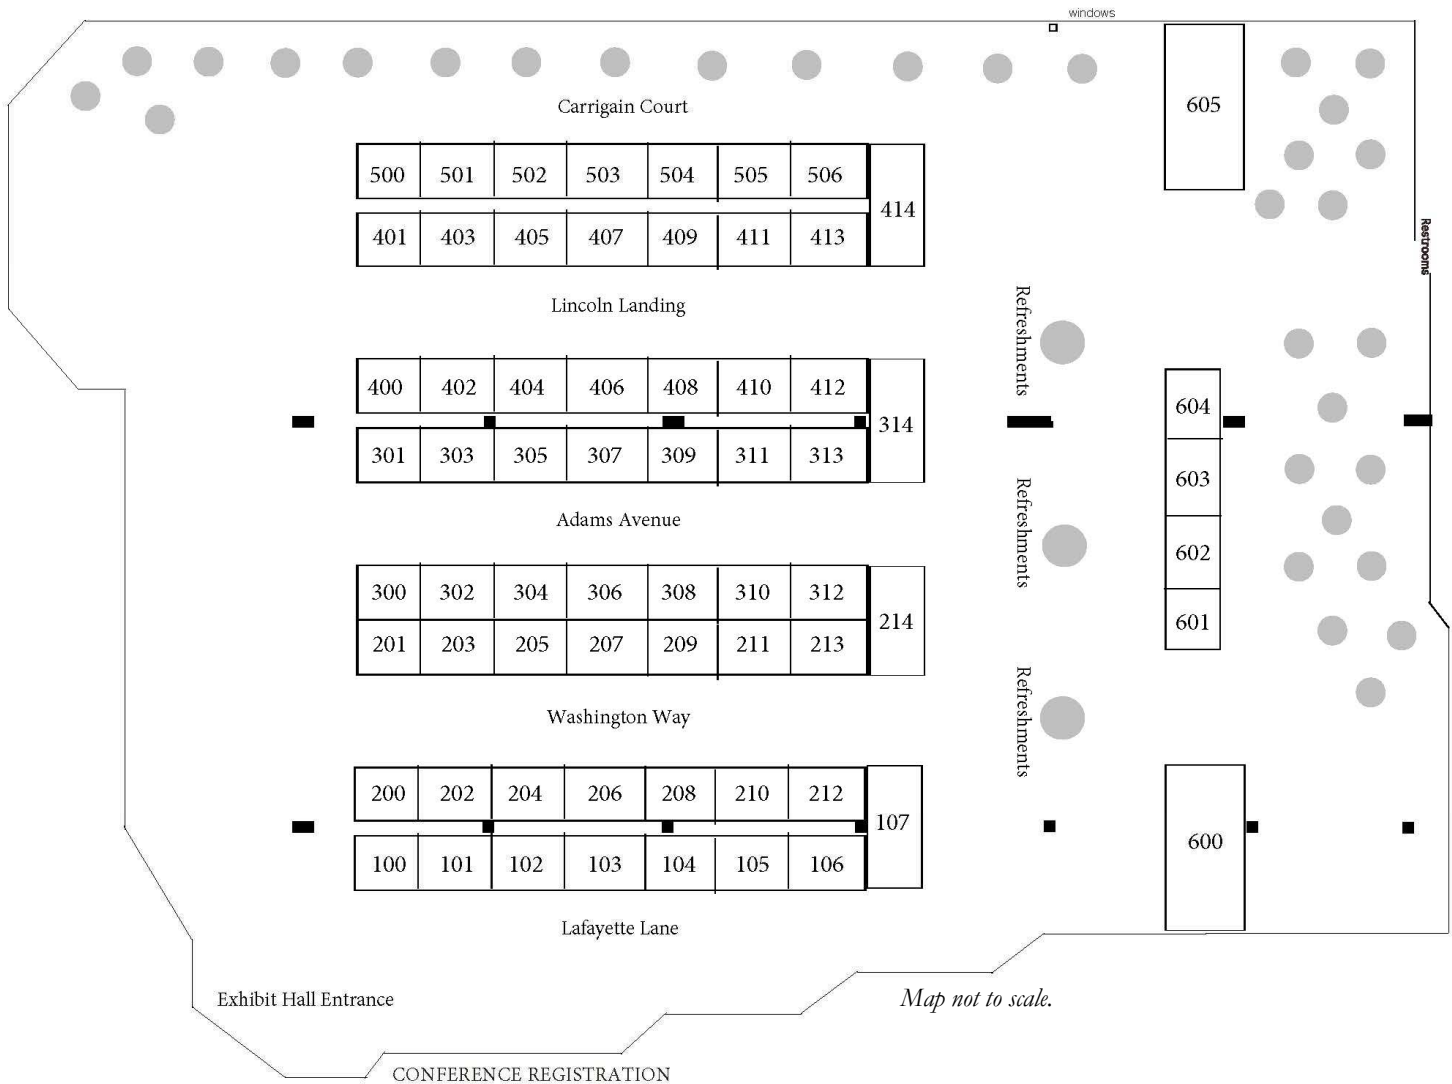 windows
605
Carrigain Court
500 501 502 503 504 505 506
414
401 403 405 407 409 411 413
Restrooms
Lincoln Landing
Refreshments
400 402 404 406 408 410 412
314
604
301 303 305 307 309 311 313
603
Adams Avenue
Refreshments
602
300 302 304 306 308 310 312
214
601
201 203 205 207 209 211 213
Washington Way
Refreshments
200 202 204 206 208 210 212
107
600
100 101 102 103 104 105 106
Lafayette Lane
Exhibit Hall Entrance
Map not to scale.
CONFERENCE REGISTRATION